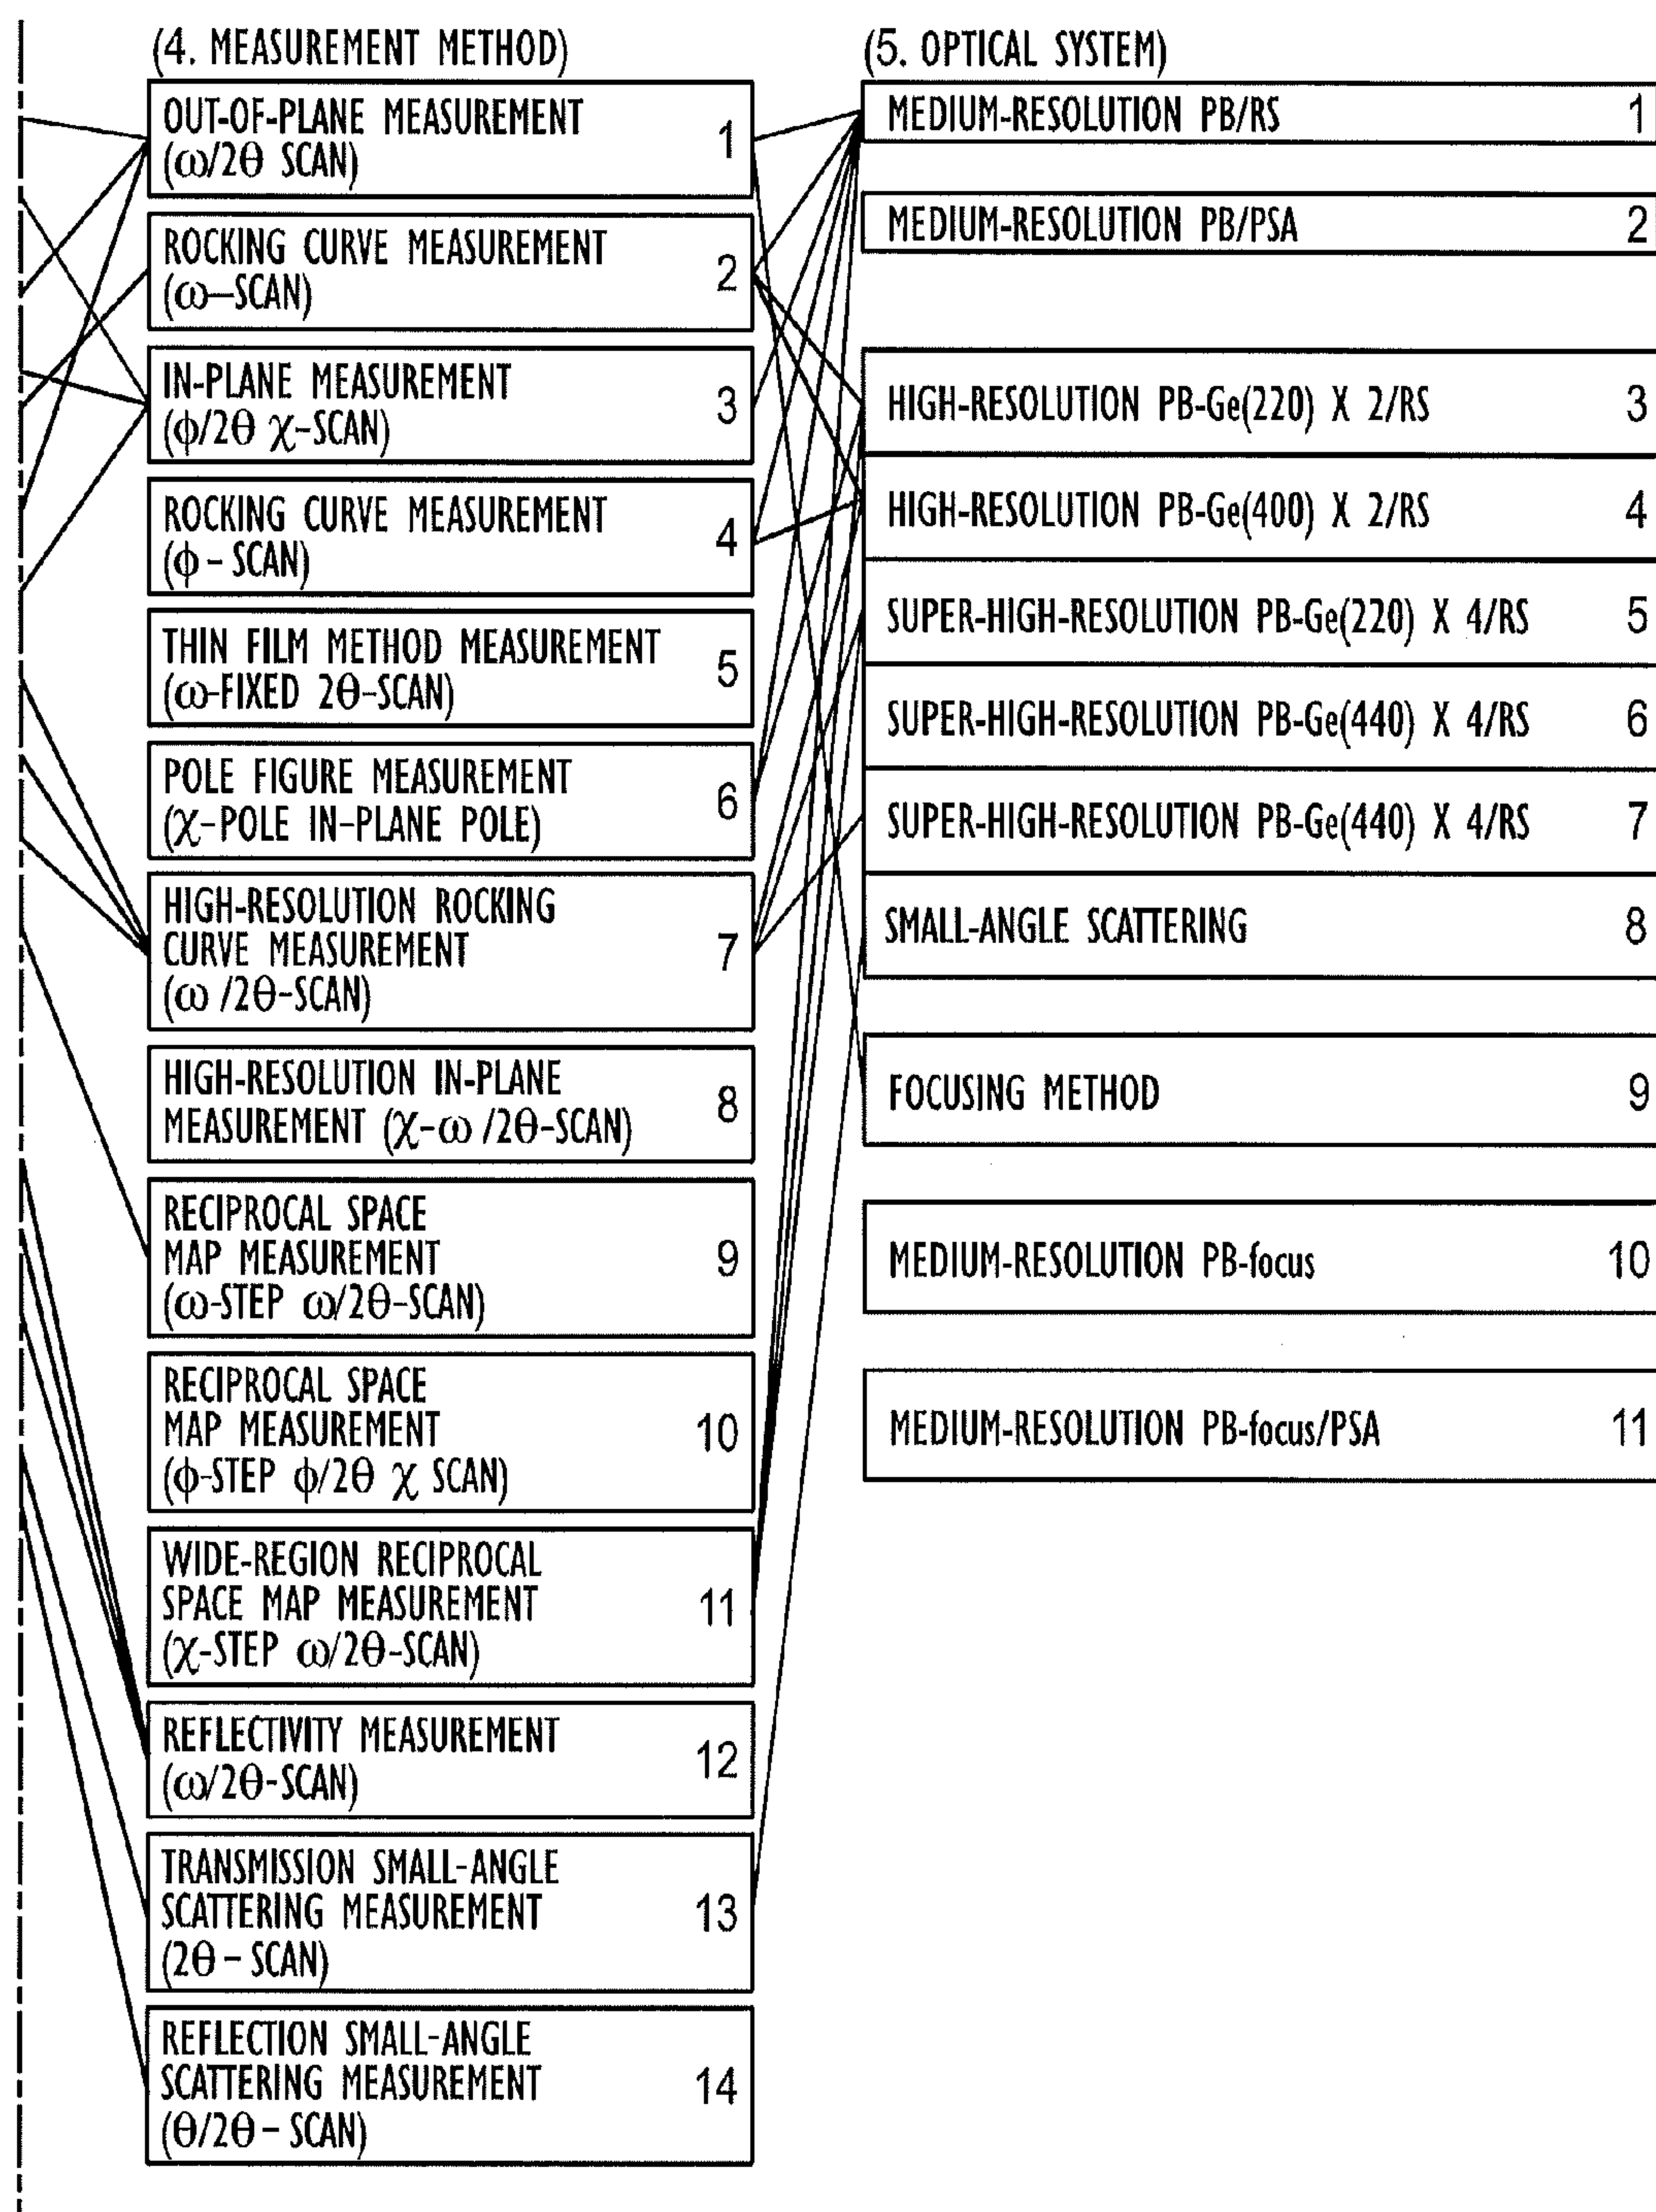 (4. MEASUREMENT METHOD)
OUT-OF-PLANE MEASUREMENT
(ω/2θ SCAN)
1
ROCKING CURVE MEASUREMENT
(ω–SCAN)
2
IN-PLANE MEASUREMENT
(ϕ/2θ χ-SCAN)
3
ROCKING CURVE MEASUREMENT
(ϕ – SCAN)
4
THIN FILM METHOD MEASUREMENT
(ω-FIXED 2θ-SCAN)
5
POLE FIGURE MEASUREMENT
(χ-POLE IN-PLANE POLE)
6
HIGH-RESOLUTION ROCKING
CURVE MEASUREMENT
(ω /2θ-SCAN)
7
HIGH-RESOLUTION IN-PLANE
MEASUREMENT (χ-ω /2θ-SCAN)
8
RECIPROCAL SPACE
MAP MEASUREMENT
(ω-STEP ω/2θ-SCAN)
9
RECIPROCAL SPACE
MAP MEASUREMENT
(ϕ-STEP ϕ/2θ χ SCAN)
10
WIDE-REGION RECIPROCAL
SPACE MAP MEASUREMENT
(χ-STEP ω/2θ-SCAN)
11
REFLECTIVITY MEASUREMENT
(ω/2θ-SCAN)
12
TRANSMISSION SMALL-ANGLE
SCATTERING MEASUREMENT
(2θ – SCAN)
13
REFLECTION SMALL-ANGLE
SCATTERING MEASUREMENT
(θ/2θ – SCAN)
14
(5. OPTICAL SYSTEM)
MEDIUM-RESOLUTION PB/RS 1
MEDIUM-RESOLUTION PB/PSA 2
HIGH-RESOLUTION PB-Ge(220) X 2/RS 3
HIGH-RESOLUTION PB-Ge(400) X 2/RS 4
SUPER-HIGH-RESOLUTION PB-Ge(220) X 4/RS 5
SUPER-HIGH-RESOLUTION PB-Ge(440) X 4/RS 6
SUPER-HIGH-RESOLUTION PB-Ge(440) X 4/RS 7
SMALL-ANGLE SCATTERING 8
FOCUSING METHOD 9
MEDIUM-RESOLUTION PB-focus 10
MEDIUM-RESOLUTION PB-focus/PSA 11